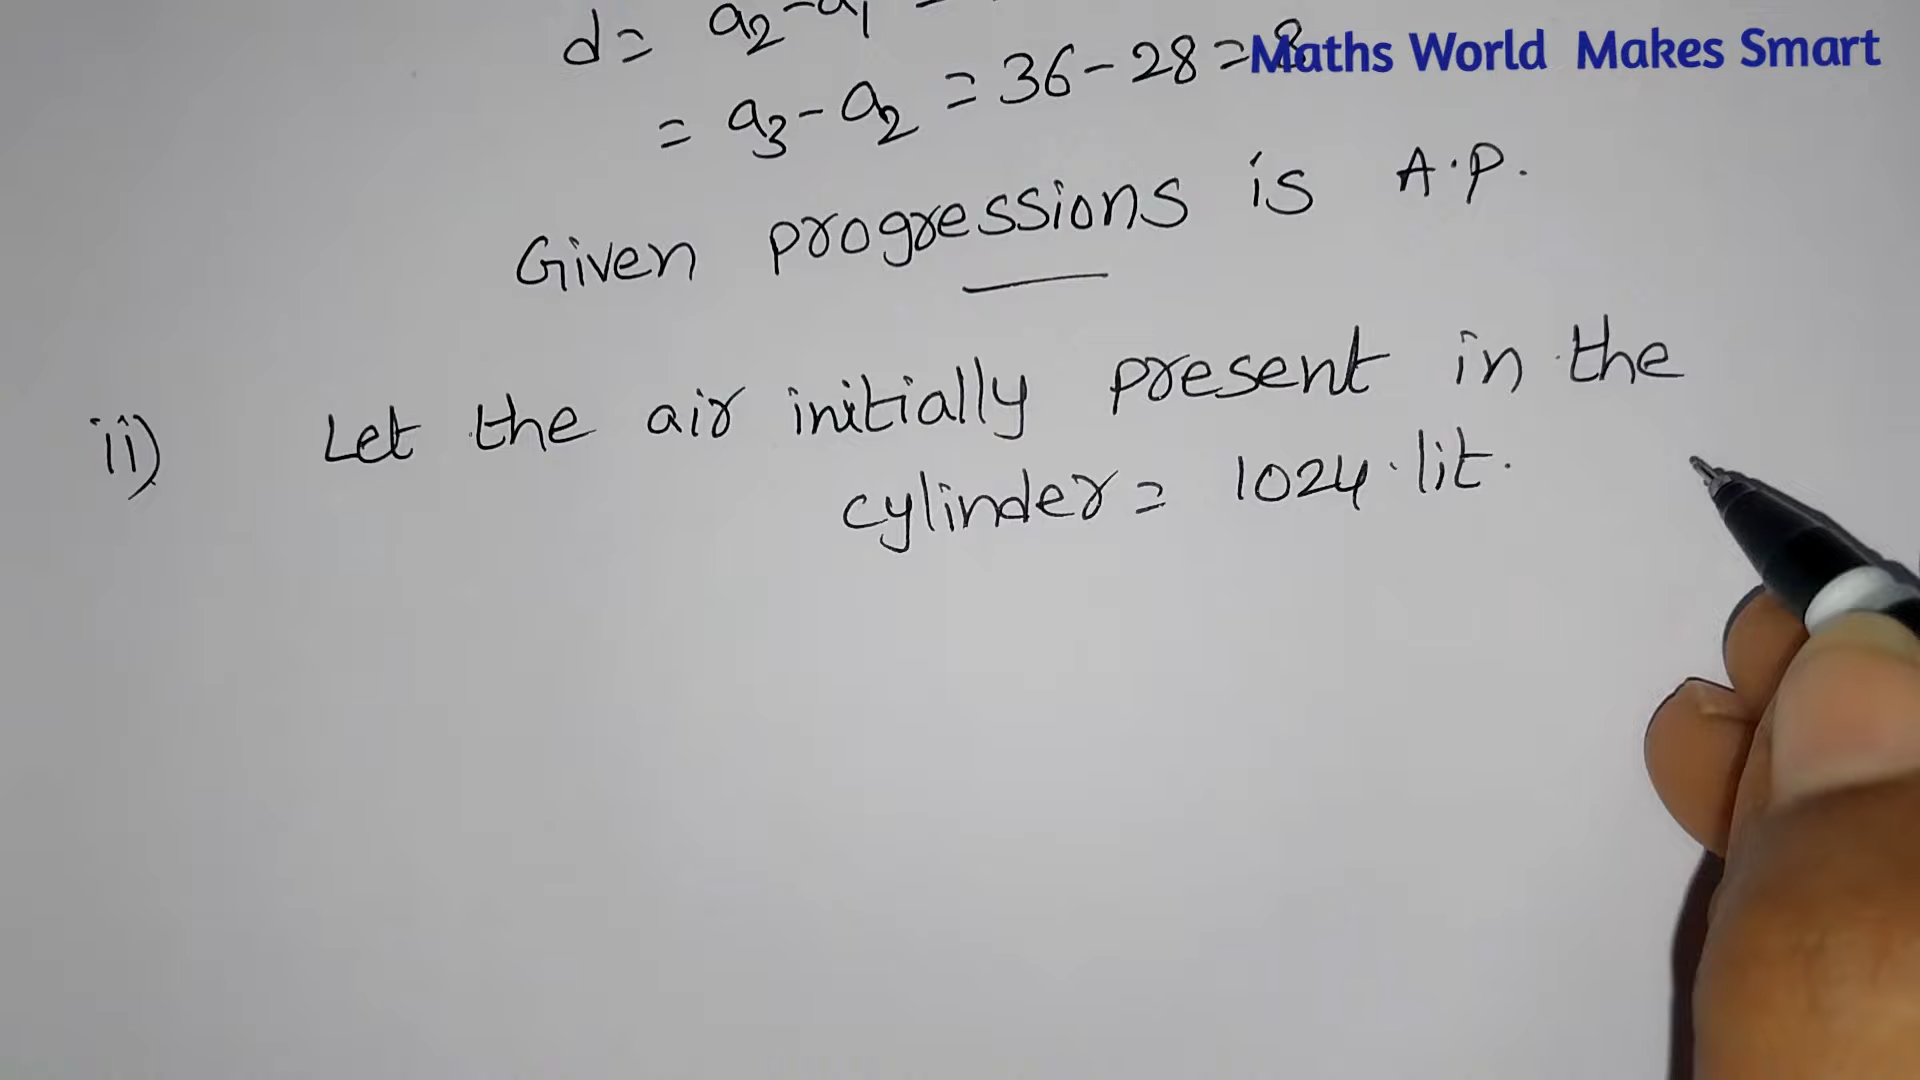 d = a2 - a1 =
= a3 - a2 = 36 - 28 = 8
Maths World Makes Smart
Given progressions is A.P.
ii) Let the air initially present in the
cylinder = 1024 lit.